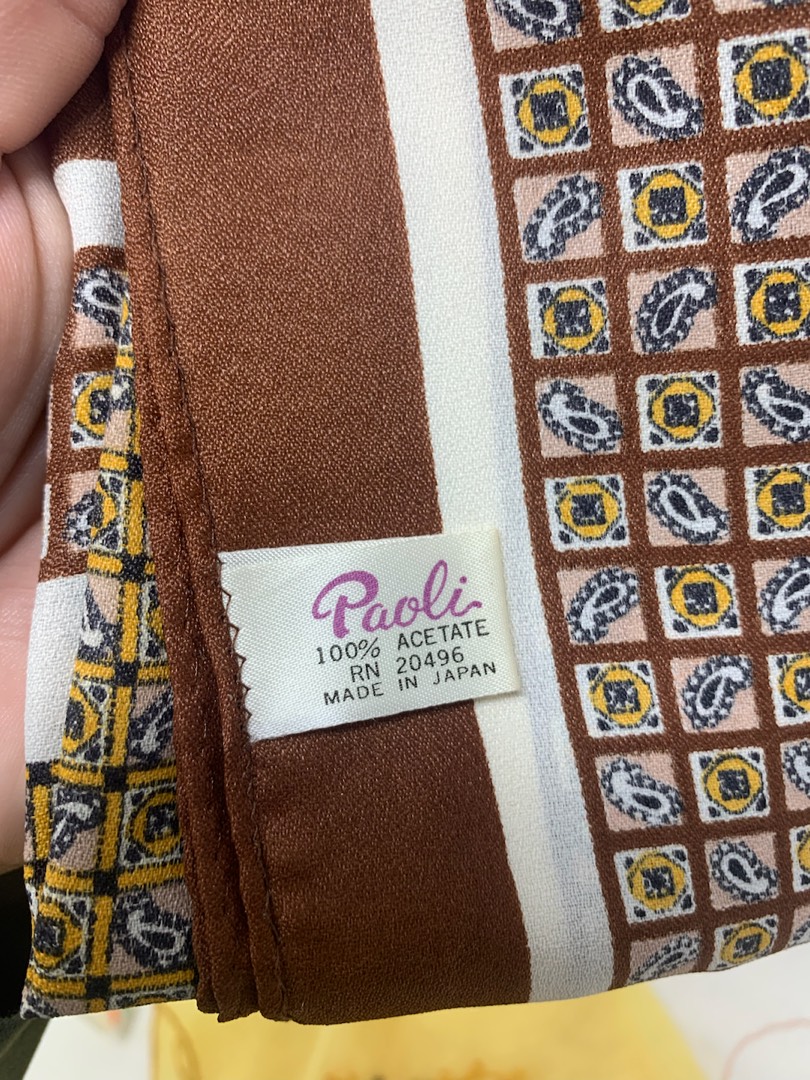 Paoli
100% ACETATE
RN 20496
MADE IN JAPAN